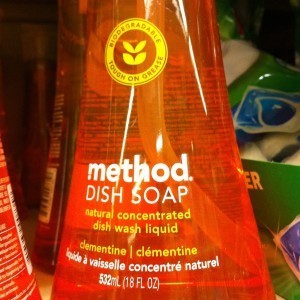 BIODEGRADABLE
TOUGH ON GREASE
method.
DISH SOAP
natural concentrated
dish wash liquid
clementine | clémentine
liquide à vaisselle concentré naturel
532mL (18 FL OZ)